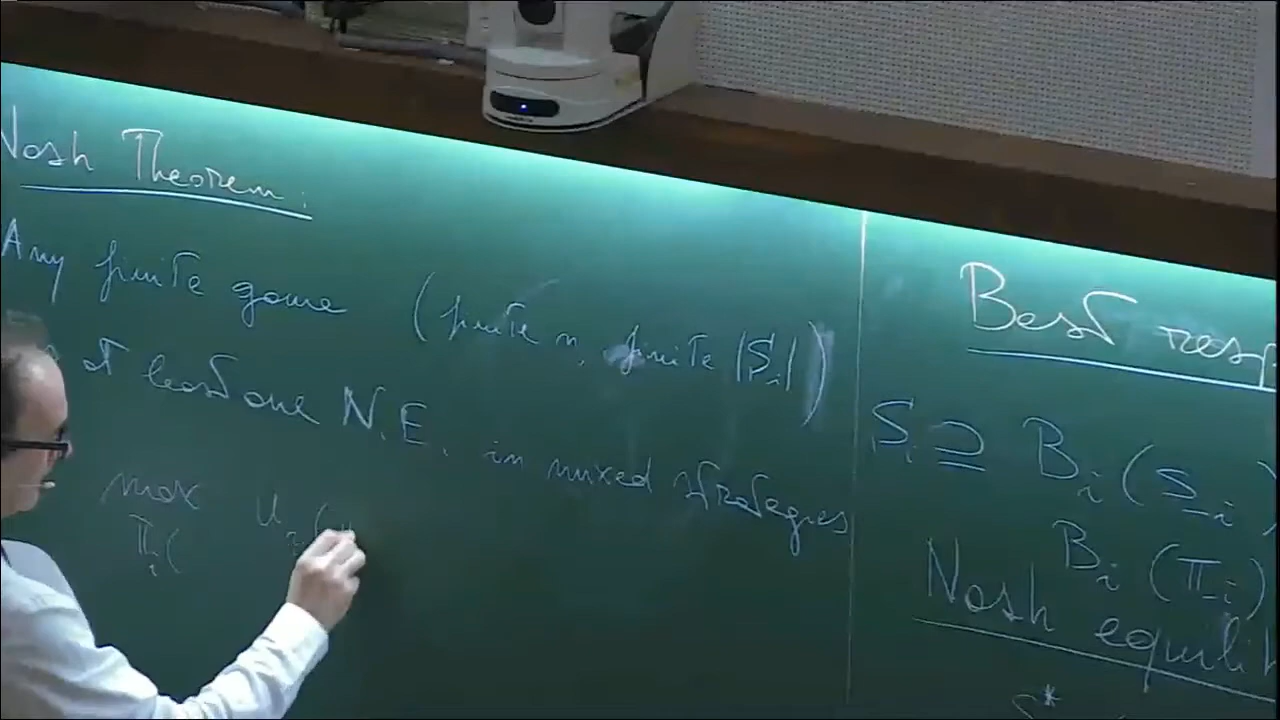 Nash Theorem:
Any finite game (finite n, finite |Sᵢ|)
at least one N.E. in mixed strategies
max uᵢ(
πᵢ(
Best resp
Sᵢ ⊇ Bᵢ(s₋ᵢ)
Bᵢ(π₋ᵢ)
Nash equilib
S*